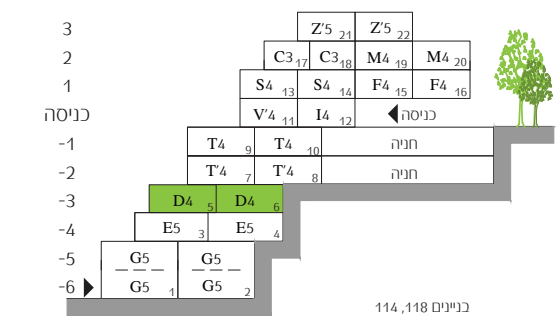 3 Z'5 21 Z'5 22
2 C3 17 C3 18 M4 19 M4 20
1 S4 13 S4 14 F4 15 F4 16
כניסה V'4 11 I4 12 כניסה
-1 T4 9 T4 10 חניה
-2 T'4 7 T'4 8 חניה
-3 D4 5 D4 6
-4 E5 3 E5 4
-5 G5 G5
-6 G5 1 G5 2
בניינים 118, 114